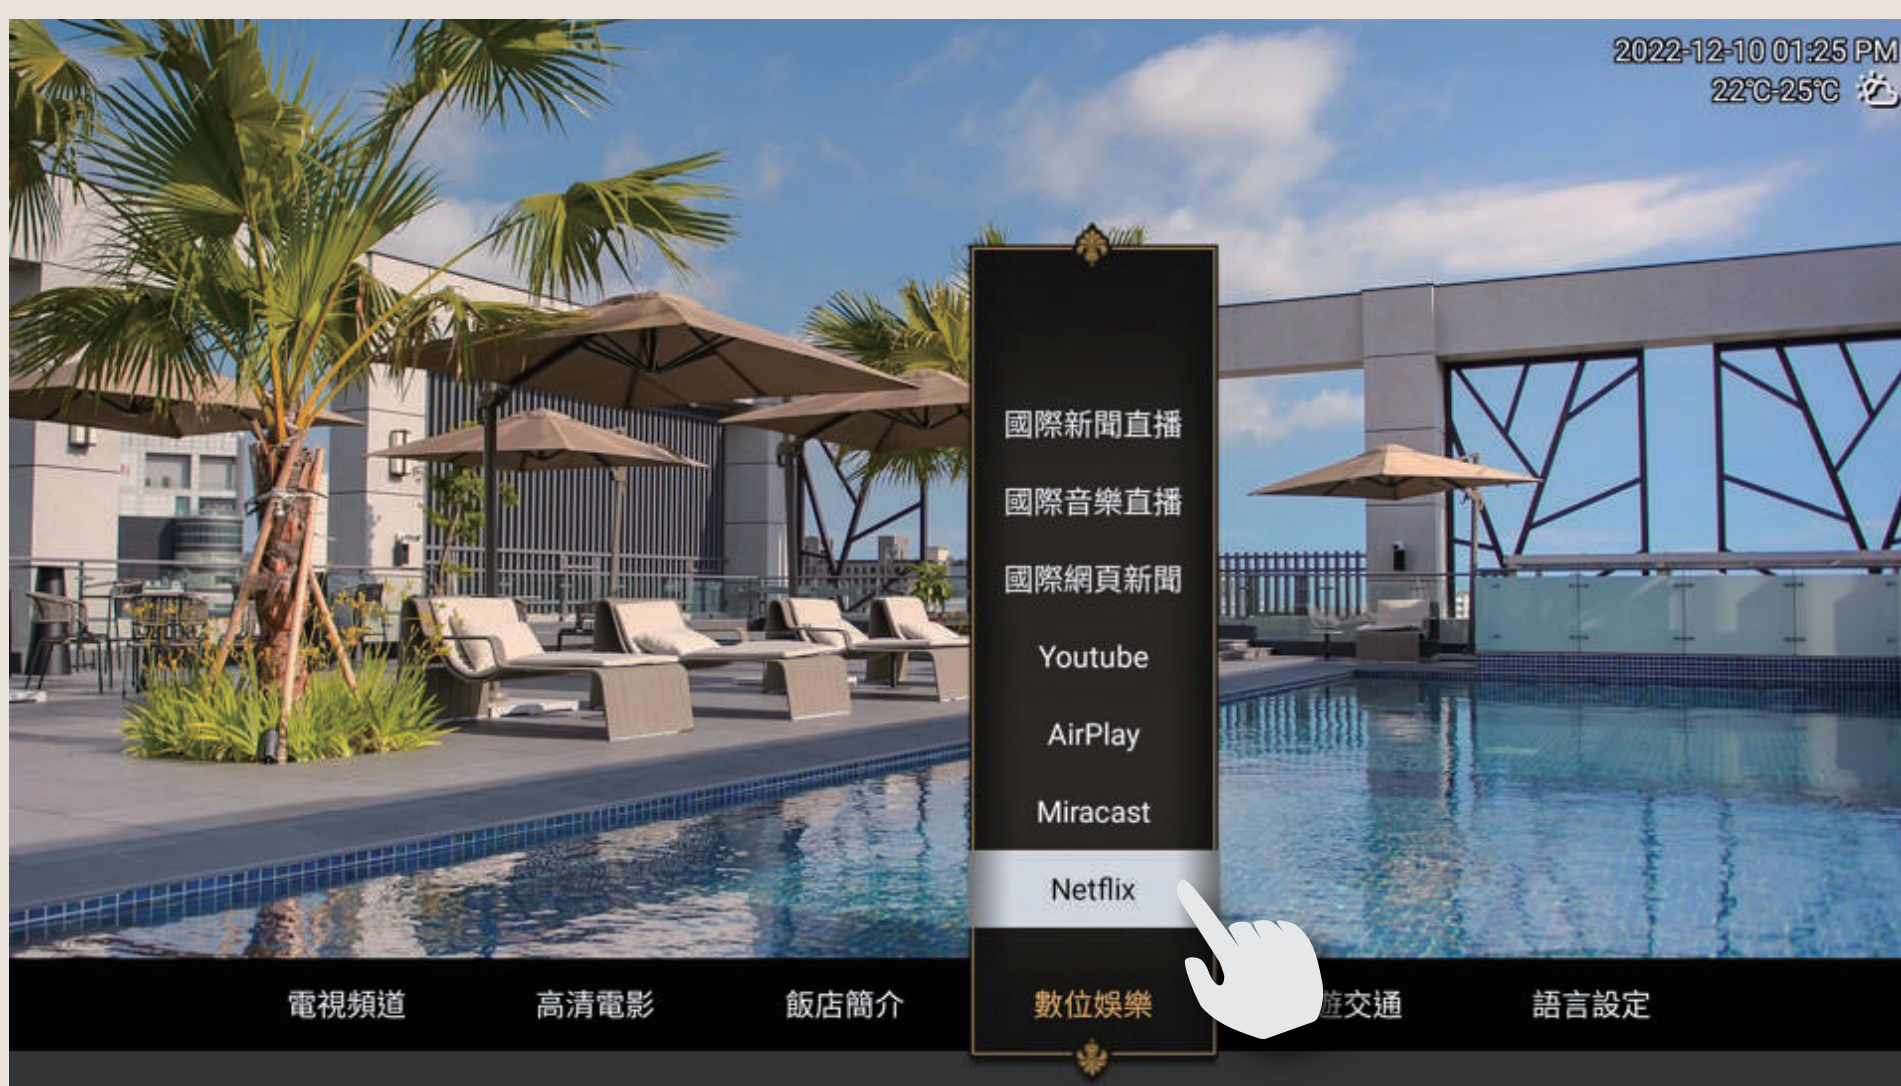 2022-12-10 01:25 PM
22°C-25°C
國際新聞直播
國際音樂直播
國際網頁新聞
Youtube
AirPlay
Miracast
Netflix
電視頻道
高清電影
飯店簡介
數位娛樂
遊交通
語言設定